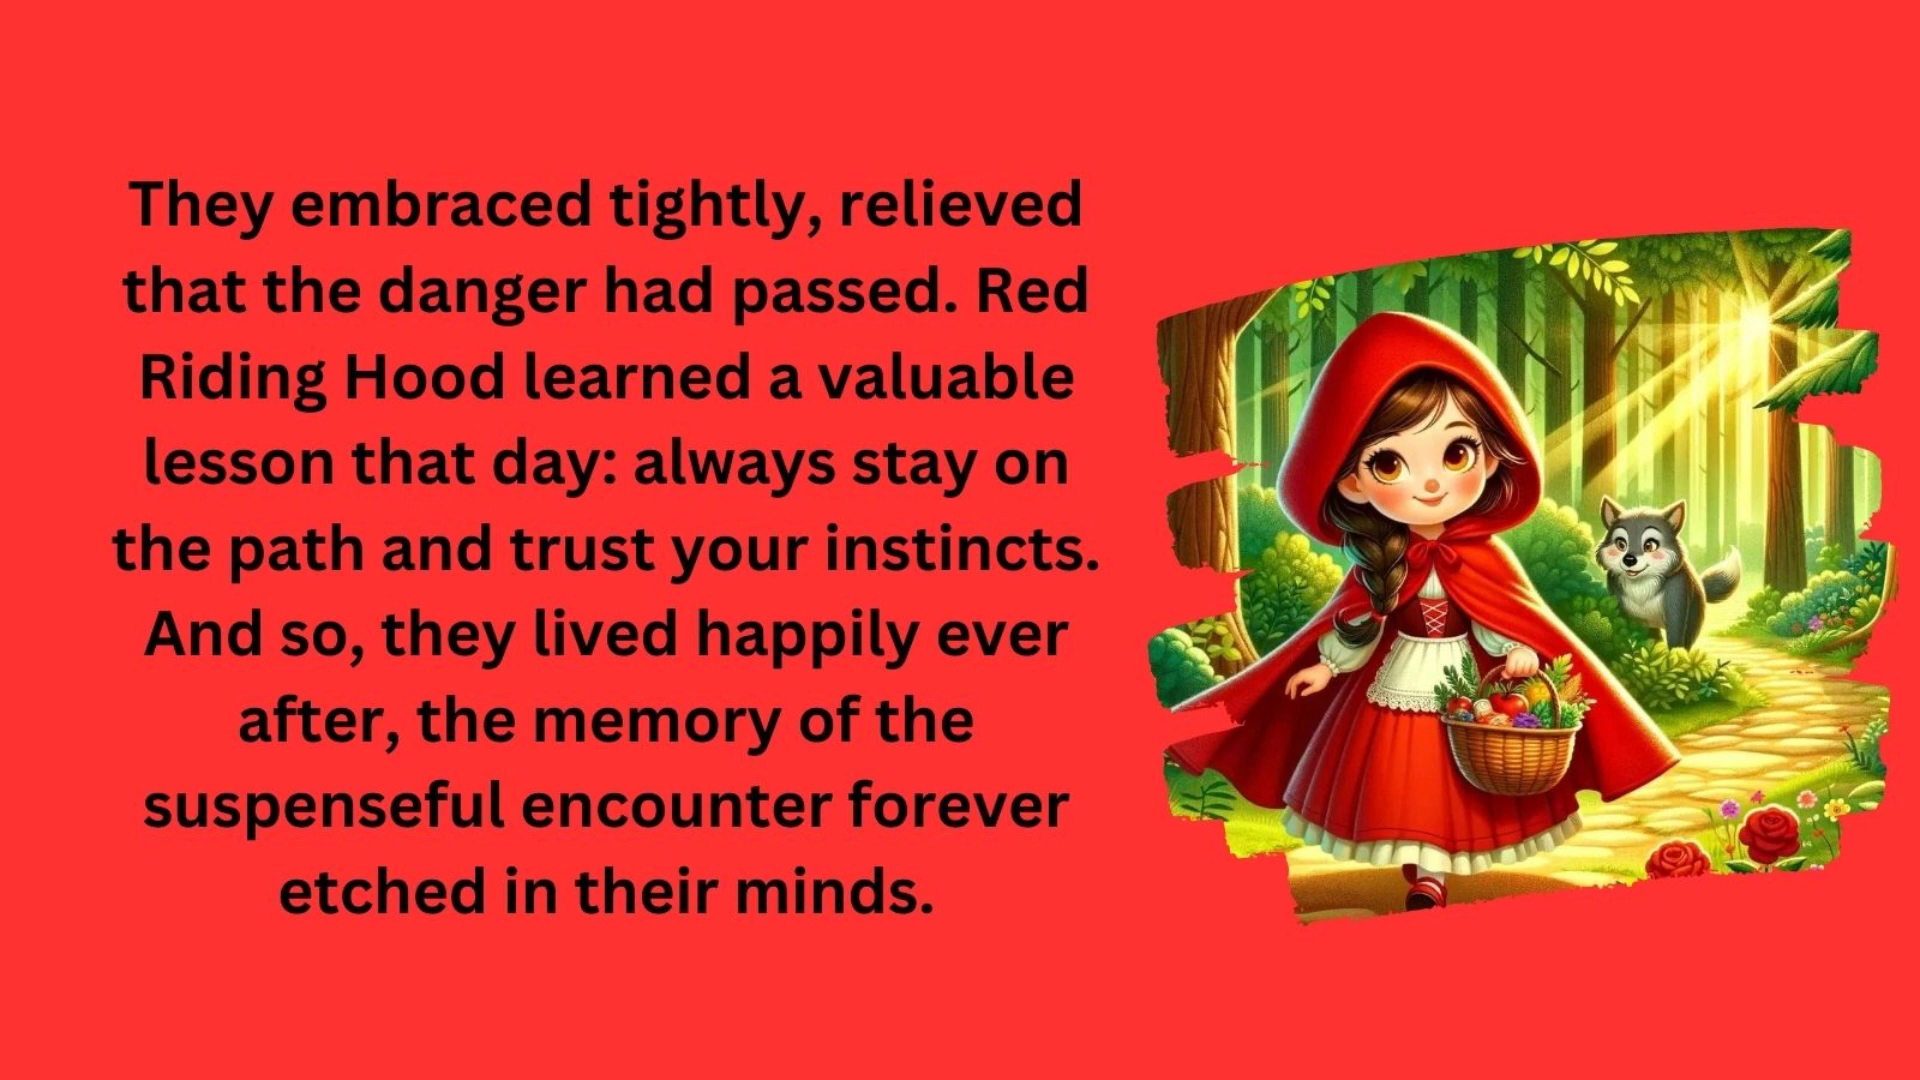 They embraced tightly, relieved
that the danger had passed. Red
Riding Hood learned a valuable
lesson that day: always stay on
the path and trust your instincts.
And so, they lived happily ever
after, the memory of the
suspenseful encounter forever
etched in their minds.